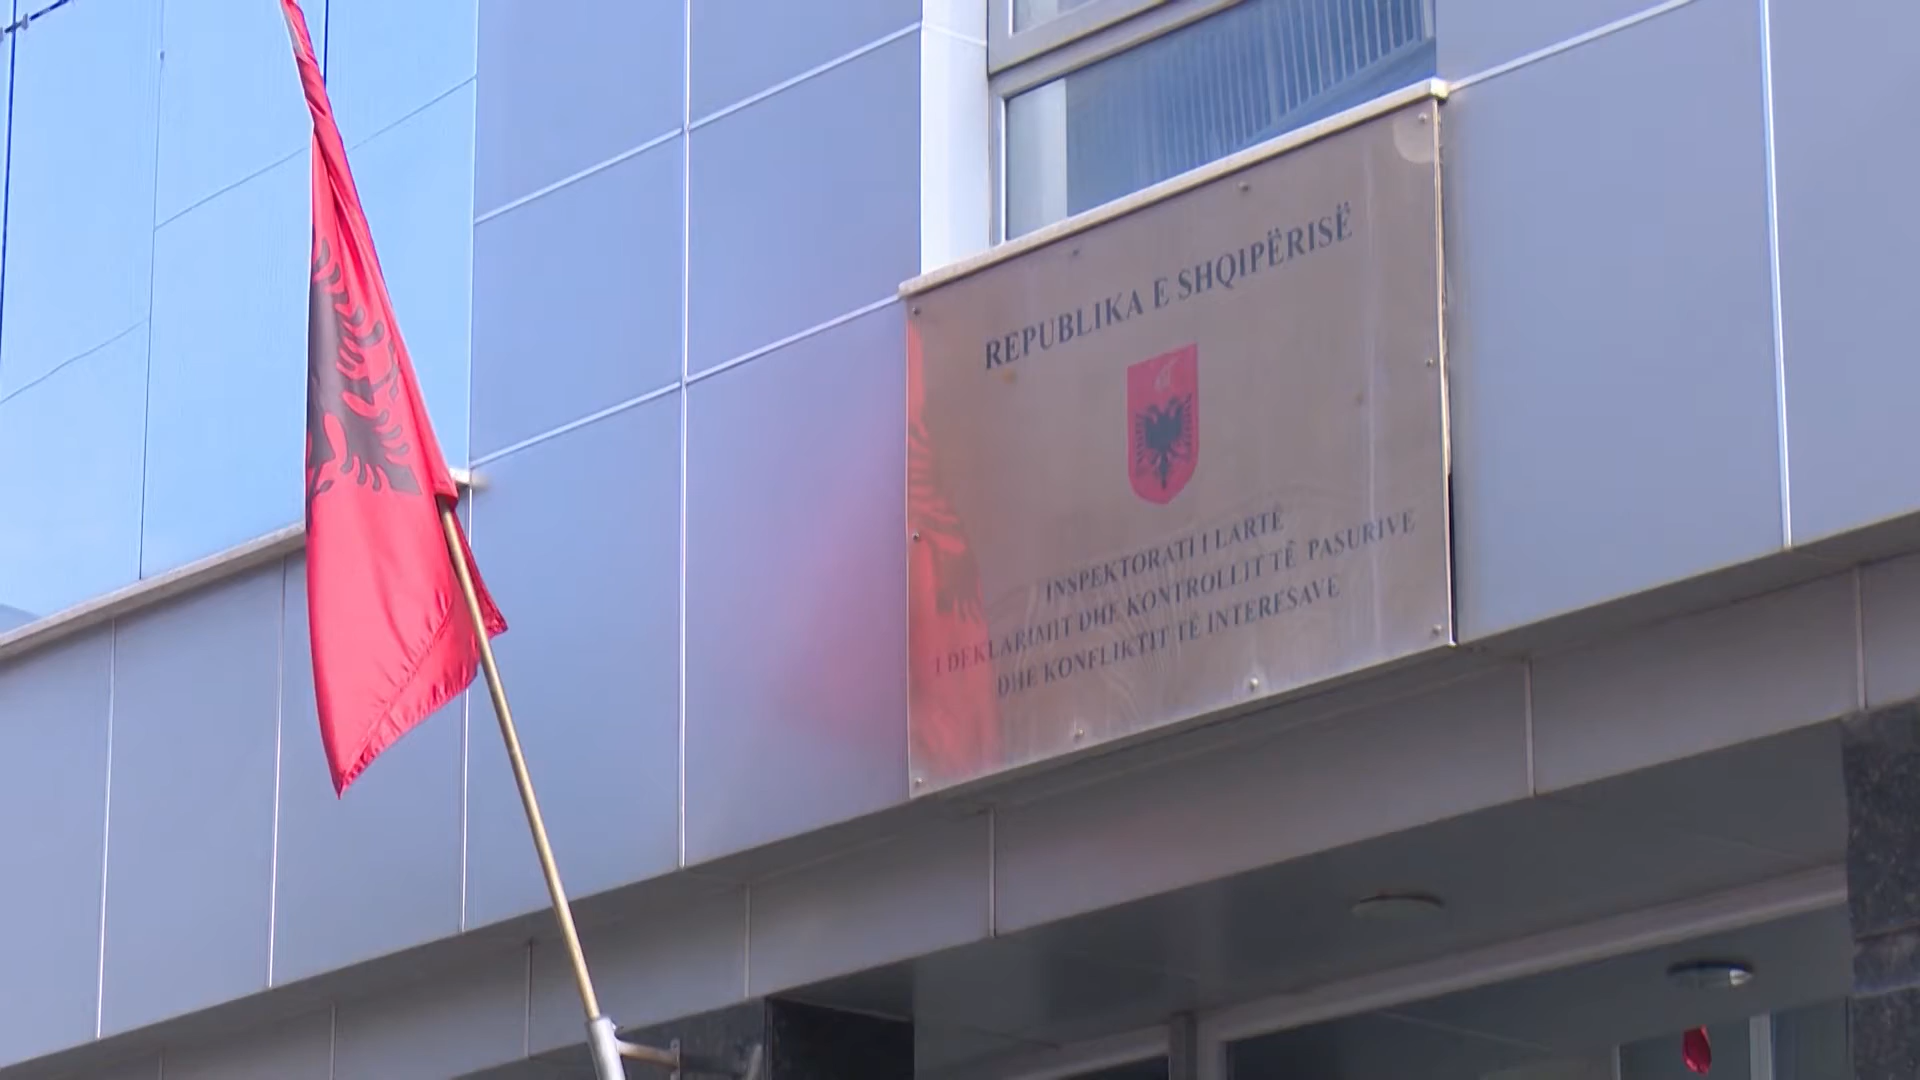 REPUBLIKA E SHQIPËRISË
INSPEKTORATI I LARTË
I DEKLARIMIT DHE KONTROLLIT TË PASURIVE
DHE KONFLIKTIT TË INTERESAVE